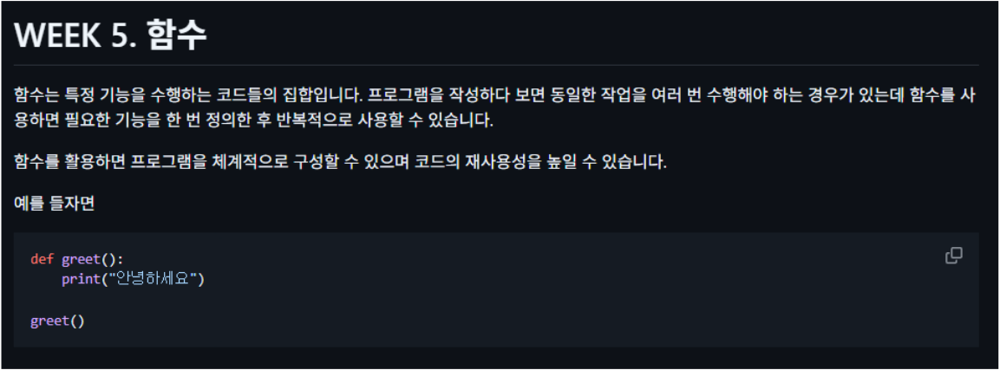 WEEK 5. 함수
함수는 특정 기능을 수행하는 코드들의 집합입니다. 프로그램을 작성하다 보면 동일한 작업을 여러 번 수행해야 하는 경우가 있는데 함수를 사
용하면 필요한 기능을 한 번 정의한 후 반복적으로 사용할 수 있습니다.
함수를 활용하면 프로그램을 체계적으로 구성할 수 있으며 코드의 재사용성을 높일 수 있습니다.
예를 들자면
def greet():
    print("안녕하세요")
greet()